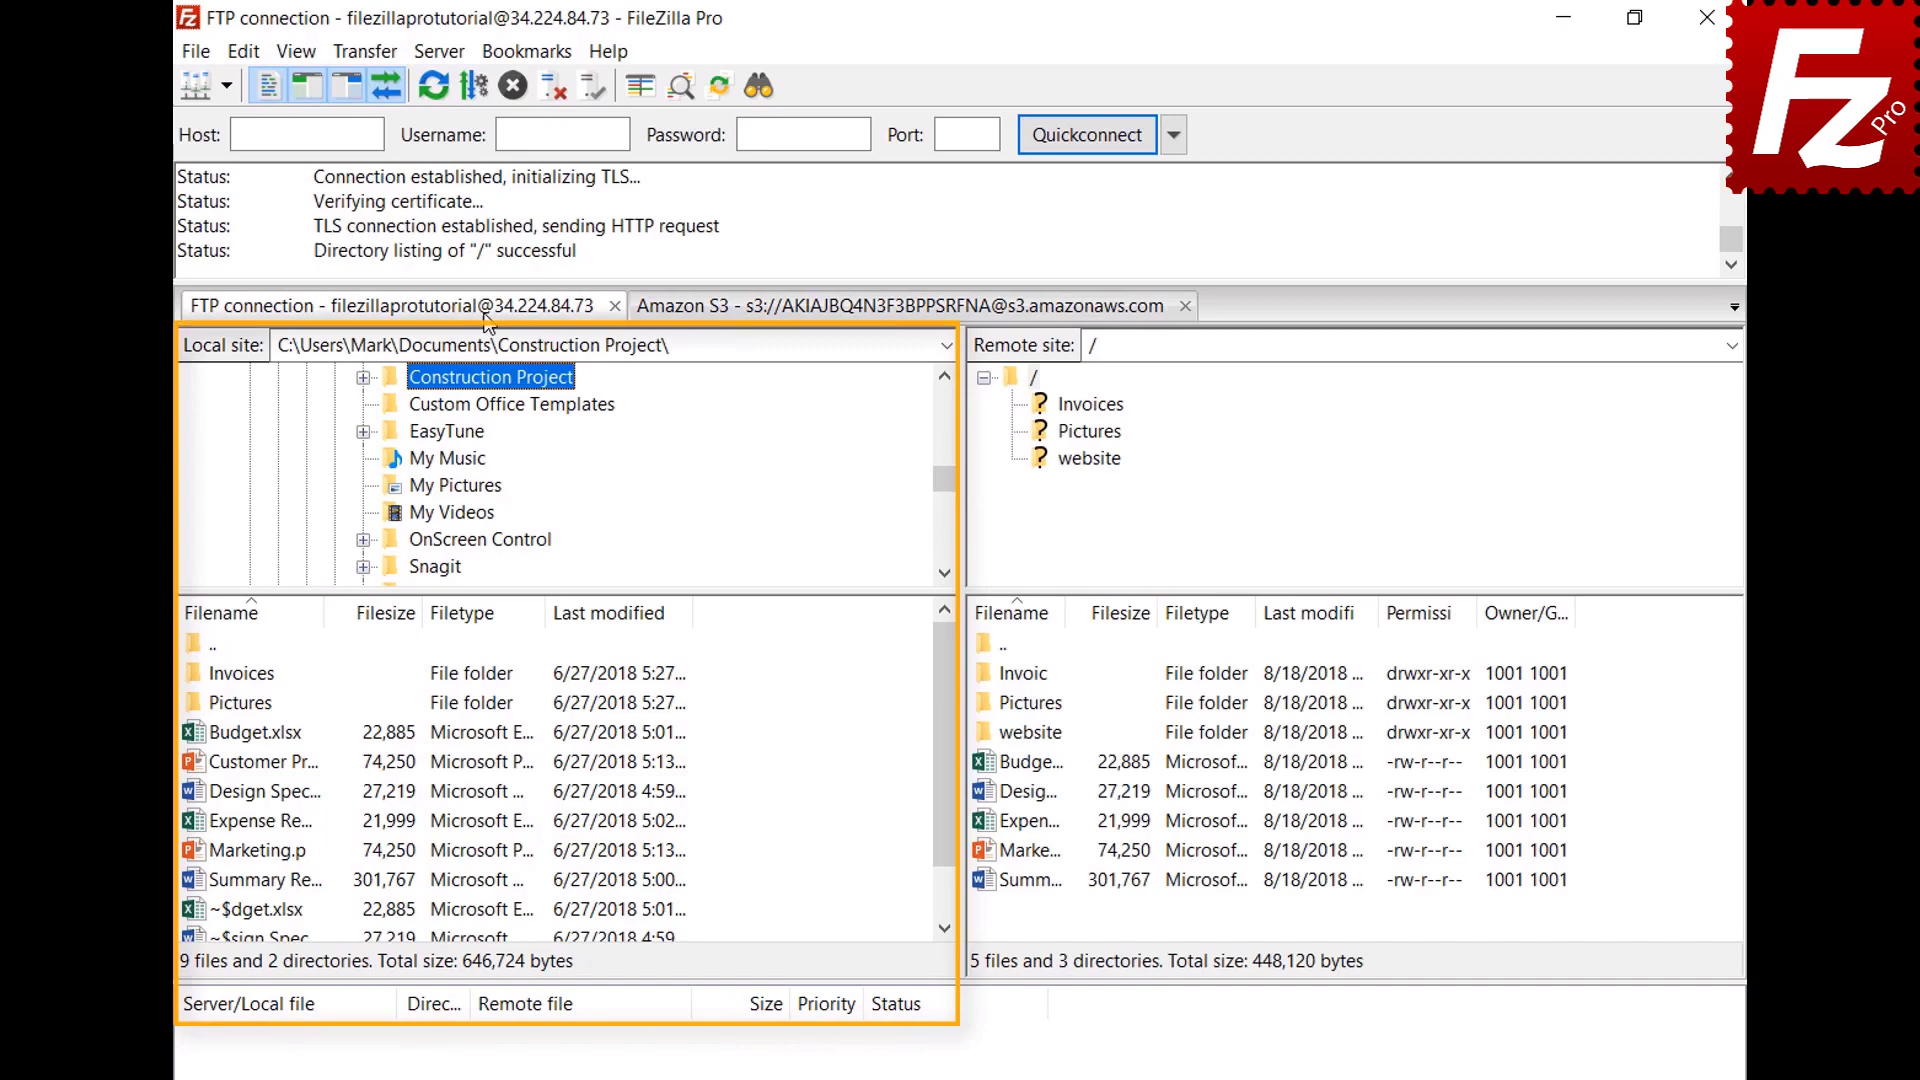 FTP connection - filezillaprotutorial@34.224.84.73 - FileZilla Pro
File Edit View Transfer Server Bookmarks Help
Host: Username: Password: Port: Quickconnect
Status: Connection established, initializing TLS...
Status: Verifying certificate...
Status: TLS connection established, sending HTTP request
Status: Directory listing of "/" successful
FTP connection - filezillaprotutorial@34.224.84.73 Amazon S3 - s3://AKIAJBQ4N3F3BPPSRFNA@s3.amazonaws.com
Local site: C:\Users\Mark\Documents\Construction Project\
Construction Project
Custom Office Templates
EasyTune
My Music
My Pictures
My Videos
OnScreen Control
Snagit
Filename Filesize Filetype Last modified
..
Invoices File folder 6/27/2018 5:27...
Pictures File folder 6/27/2018 5:27...
Budget.xlsx 22,885 Microsoft E... 6/27/2018 5:01...
Customer Pr... 74,250 Microsoft P... 6/27/2018 5:13...
Design Spec... 27,219 Microsoft ... 6/27/2018 4:59...
Expense Re... 21,999 Microsoft E... 6/27/2018 5:02...
Marketing.p 74,250 Microsoft P... 6/27/2018 5:13...
Summary Re... 301,767 Microsoft ... 6/27/2018 5:00...
~$dget.xlsx 22,885 Microsoft E... 6/27/2018 5:01...
~$sign Spec 27,219 Microsoft 6/27/2018 4:59
9 files and 2 directories. Total size: 646,724 bytes
Remote site: /
/
Invoices
Pictures
website
Filename Filesize Filetype Last modifi Permissi Owner/G...
..
Invoic File folder 8/18/2018 ... drwxr-xr-x 1001 1001
Pictures File folder 8/18/2018 ... drwxr-xr-x 1001 1001
website File folder 8/18/2018 ... drwxr-xr-x 1001 1001
Budge... 22,885 Microsof... 8/18/2018 ... -rw-r--r-- 1001 1001
Desig... 27,219 Microsof... 8/18/2018 ... -rw-r--r-- 1001 1001
Expen... 21,999 Microsof... 8/18/2018 ... -rw-r--r-- 1001 1001
Marke... 74,250 Microsof... 8/18/2018 ... -rw-r--r-- 1001 1001
Summ... 301,767 Microsof... 8/18/2018 ... -rw-r--r-- 1001 1001
5 files and 3 directories. Total size: 448,120 bytes
Server/Local file Direc... Remote file Size Priority Status
Fz Pro